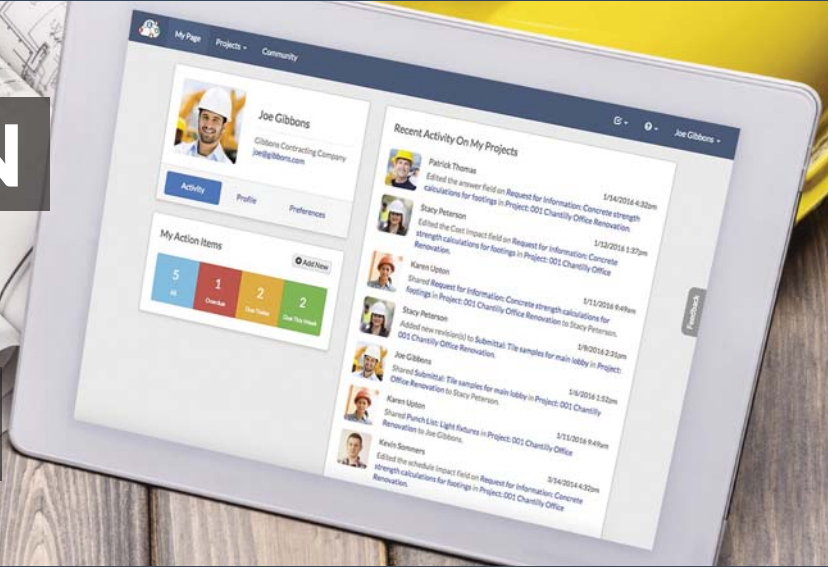 N
My Page
Projects
Community
Joe Gibbons
Joe Gibbons
Gibbons Contracting Company
joe@gibbons.com
Activity
Profile
Preferences
My Action Items
Add New
5
All
1
Overdue
2
Due Today
2
Due This Week
Recent Activity On My Projects
Patrick Thomas
1/14/2016 4:32pm
Edited the answer field on Request for Information: Concrete strength
calculations for footings in Project: 001 Chantilly Office Renovation.
Stacy Peterson
1/12/2016 1:37pm
Edited the Cost Impact field on Request for Information: Concrete
strength calculations for footings in Project: 001 Chantilly Office
Renovation.
Karen Upton
1/11/2016 9:49am
Shared Request for Information: Concrete strength calculations for
footings in Project: 001 Chantilly Office Renovation to Stacy Peterson.
Stacy Peterson
1/8/2016 2:31pm
Added new revision(s) to Submittal: Tile samples for main lobby in Project:
001 Chantilly Office Renovation.
Joe Gibbons
1/6/2016 1:52pm
Shared Submittal: Tile samples for main lobby in Project: 001 Chantilly
Office Renovation to Stacy Peterson.
Karen Upton
1/11/2016 9:49am
Shared Punch List: Light fixtures in Project: 001 Chantilly Office
Renovation to Joe Gibbons.
Kevin Sommers
3/14/2014 4:32pm
Edited the schedule impact field on Request for Information: Concrete
strength calculations for footings in Project: 001 Chantilly Office
Renovation.
Feedback